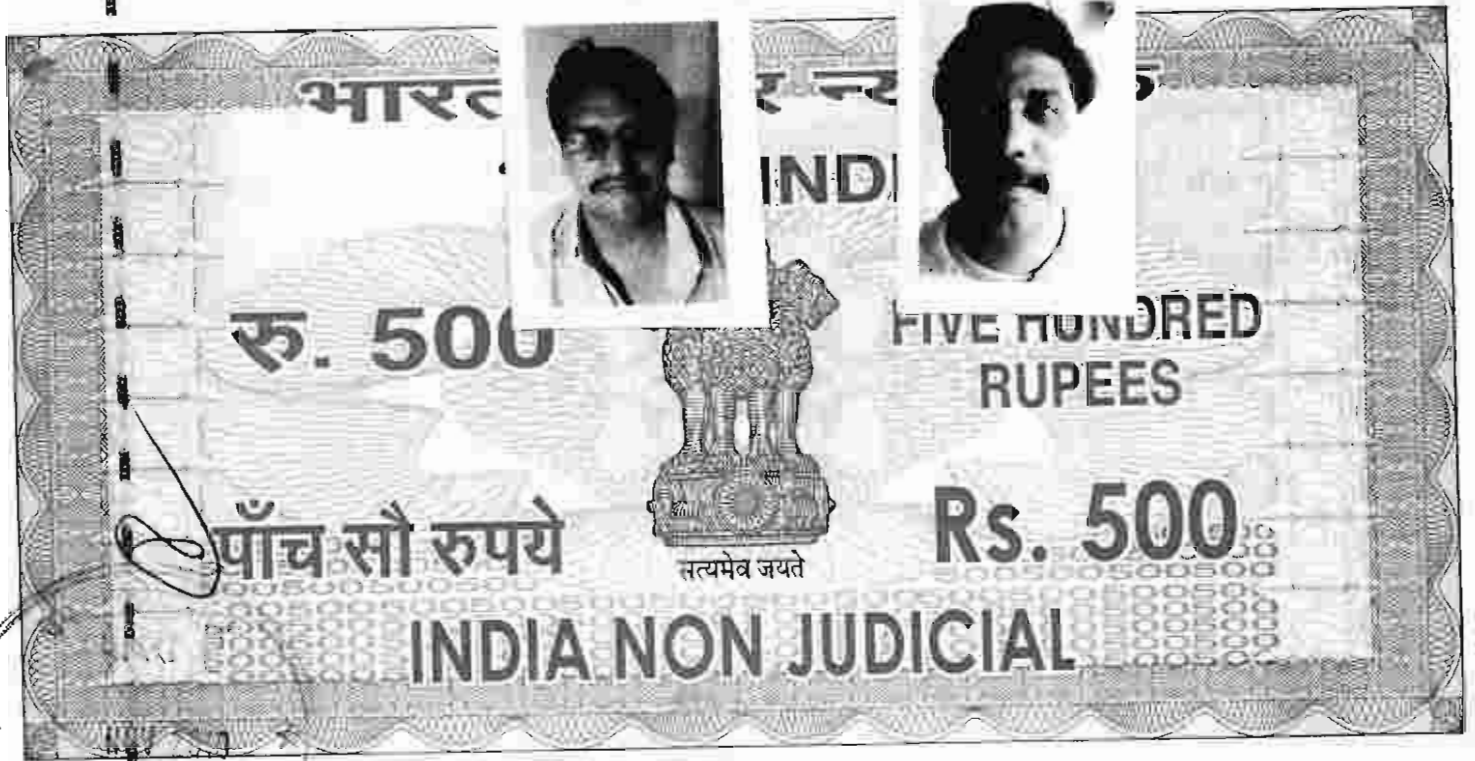 भारत
INDI
रु. 500
FIVE HUNDRED
RUPEES
पाँच सौ रुपये
Rs. 500
सत्यमेव जयते
INDIA NON JUDICIAL